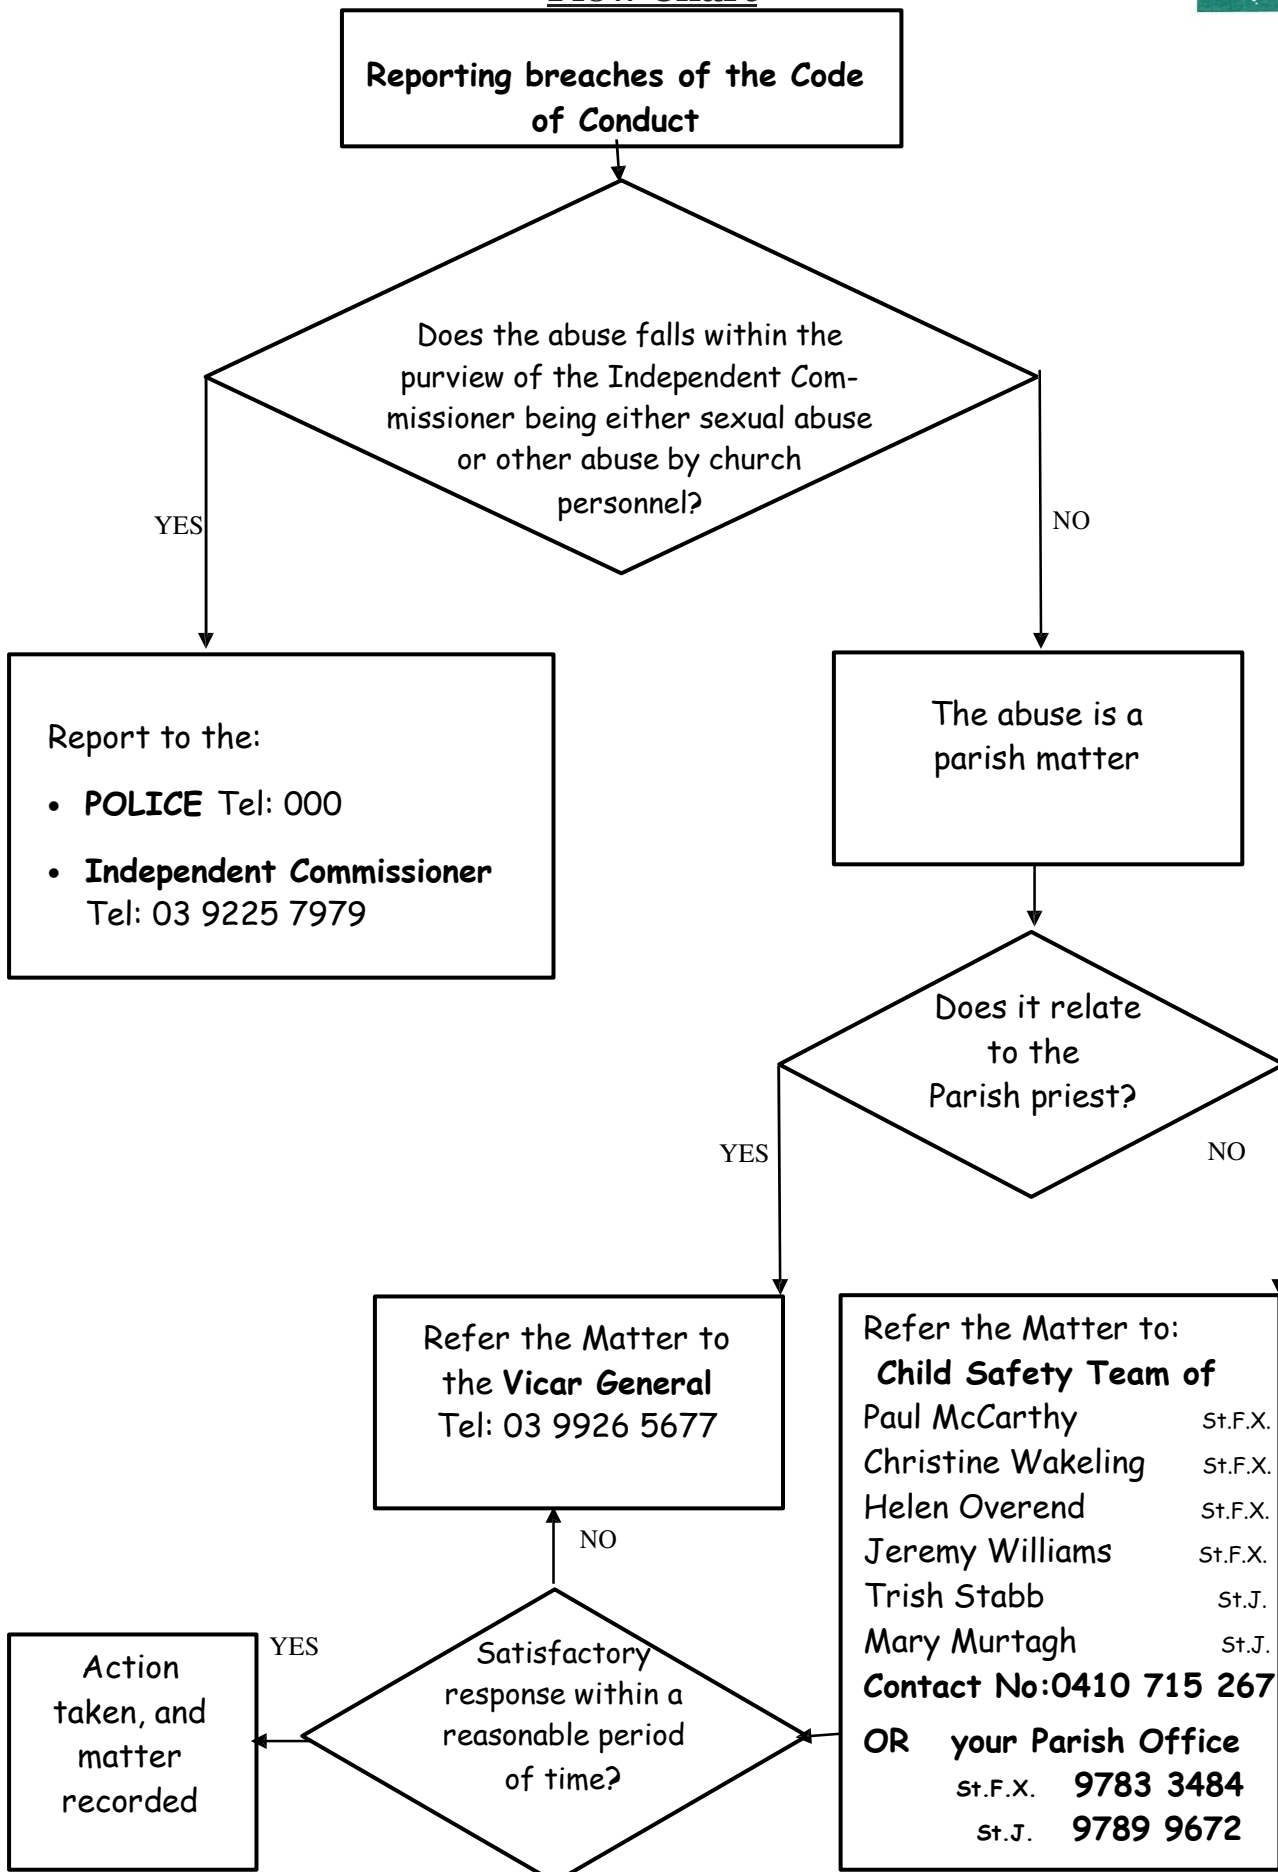 Reporting breaches of the Code
of Conduct
Does the abuse falls within the
purview of the Independent Com-
missioner being either sexual abuse
or other abuse by church
personnel?
YES
NO
Report to the:
• POLICE Tel: 000
• Independent Commissioner
Tel: 03 9225 7979
The abuse is a
parish matter
Does it relate
to the
Parish priest?
YES
NO
Refer the Matter to
the Vicar General
Tel: 03 9926 5677
Refer the Matter to:
Child Safety Team of
Paul McCarthy St.F.X.
Christine Wakeling St.F.X.
Helen Overend St.F.X.
Jeremy Williams St.F.X.
Trish Stabb St.J.
Mary Murtagh St.J.
Contact No:0410 715 267
OR your Parish Office
St.F.X. 9783 3484
St.J. 9789 9672
NO
Satisfactory
response within a
reasonable period
of time?
YES
Action
taken, and
matter
recorded